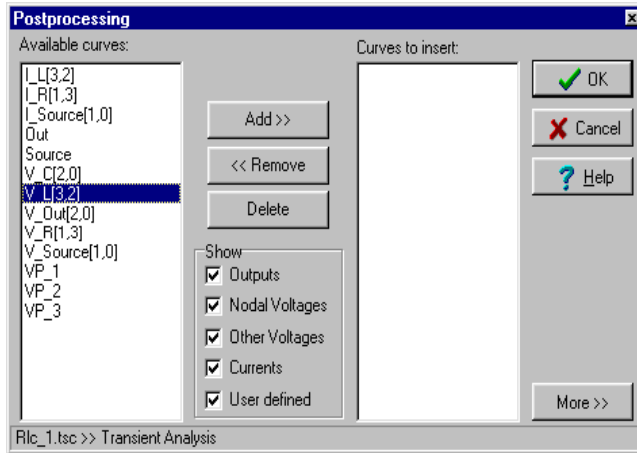 Postprocessing
Available curves:
I_L[3,2]
I_R[1,3]
I_Source[1,0]
Out
Source
V_C[2,0]
V_L[3,2]
V_Out[2,0]
V_R[1,3]
V_Source[1,0]
VP_1
VP_2
VP_3
Add >>
<< Remove
Delete
Show
Outputs
Nodal Voltages
Other Voltages
Currents
User defined
Curves to insert:
OK
Cancel
Help
More >>
Rlc_1.tsc >> Transient Analysis